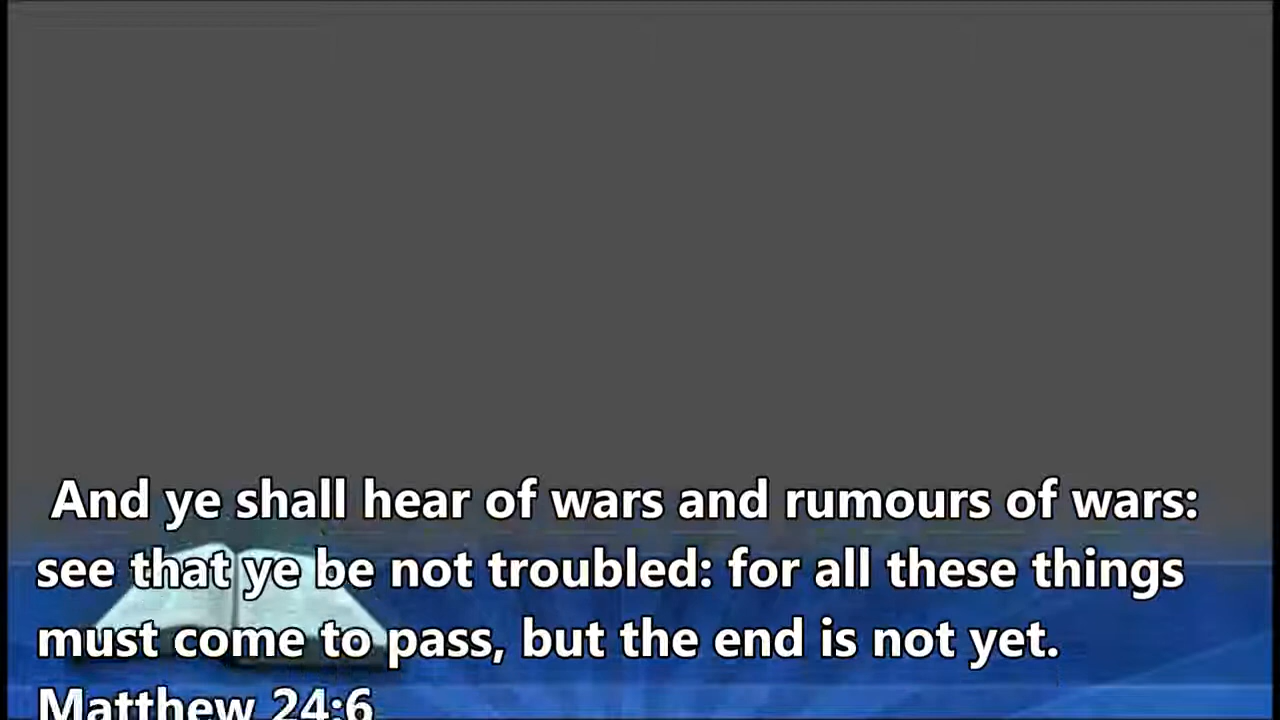 And ye shall hear of wars and rumours of wars:
see that ye be not troubled: for all these things
must come to pass, but the end is not yet.
Matthew 24:6